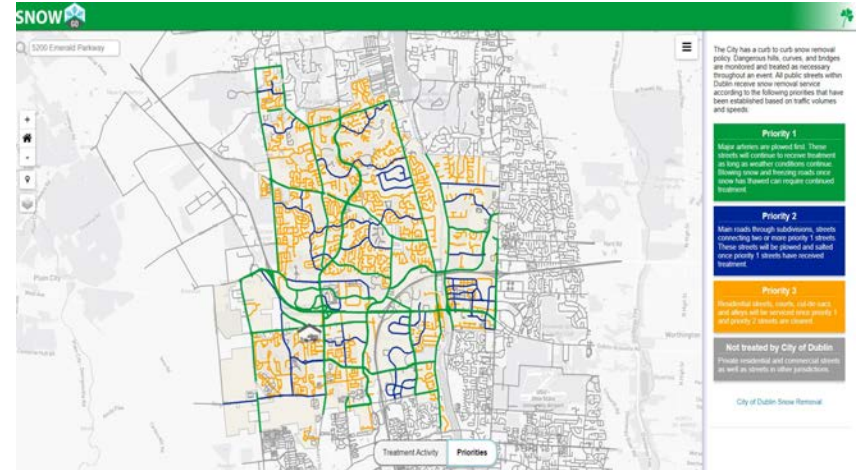 SNOW
GO
5200 Emerald Parkway
The City has a curb to curb snow removal
policy. Dangerous hills, curves, and bridges
are monitored and treated as necessary
throughout an event. All public streets within
Dublin receive snow removal service
according to the following priorities that have
been established based on traffic volumes
and speeds.
Priority 1
Major arteries are plowed first. These
streets will continue to receive treatment
as long as weather conditions continue.
Blowing snow and freezing roads once
snow has thawed can require continued
treatment.
Priority 2
Main roads through subdivisions, streets
connecting two or more priority 1 streets.
These streets will be plowed and salted
once priority 1 streets have received
treatment.
Priority 3
Residential streets, courts, cul-de-sacs
and alleys will be serviced once priority 1
and priority 2 streets are cleared.
Not treated by City of Dublin
Private residential and commercial streets
as well as streets in other jurisdictions.
City of Dublin Snow Removal
Plain City
Worthington
Treatment Activity
Priorities